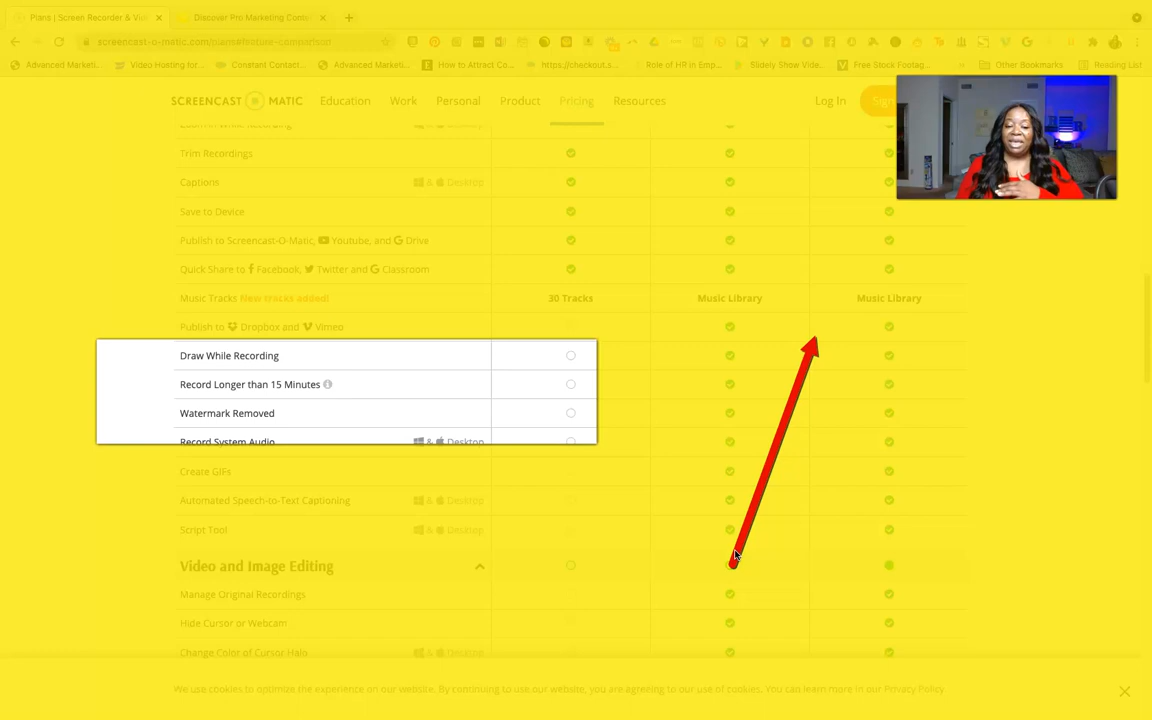 Plans | Screen Recorder & Vid
Discover Pro Marketing Cont
screencast-o-matic.com/plans#feature-comparison
Advanced Marketi...
Video Hosting for...
Constant Contact...
Advanced Marketi...
How to Attract Co...
https://checkout.s...
Role of HR in Emp...
Slidely Show Vide...
Free Stock Footag...
Other Bookmarks
Reading List
SCREENCAST MATIC
Education
Work
Personal
Product
Pricing
Resources
Log In
Sign
Zoom in While Recording
Desktop
Trim Recordings
Captions & Desktop
Save to Device
Publish to Screencast-O-Matic, Youtube, and Drive
Quick Share to Facebook, Twitter and Classroom
Music Tracks New tracks added! 30 Tracks Music Library Music Library
Publish to Dropbox and Vimeo
Draw While Recording
Record Longer than 15 Minutes
Watermark Removed
Record System Audio & Desktop
Create GIFs
Automated Speech-to-Text Captioning & Desktop
Script Tool & Desktop
Video and Image Editing
Manage Original Recordings
Hide Cursor or Webcam
Change Color of Cursor Halo
We use cookies to optimize the experience on our website. By continuing to use our website, you are agreeing to our use of cookies. You can learn more in our Privacy Policy